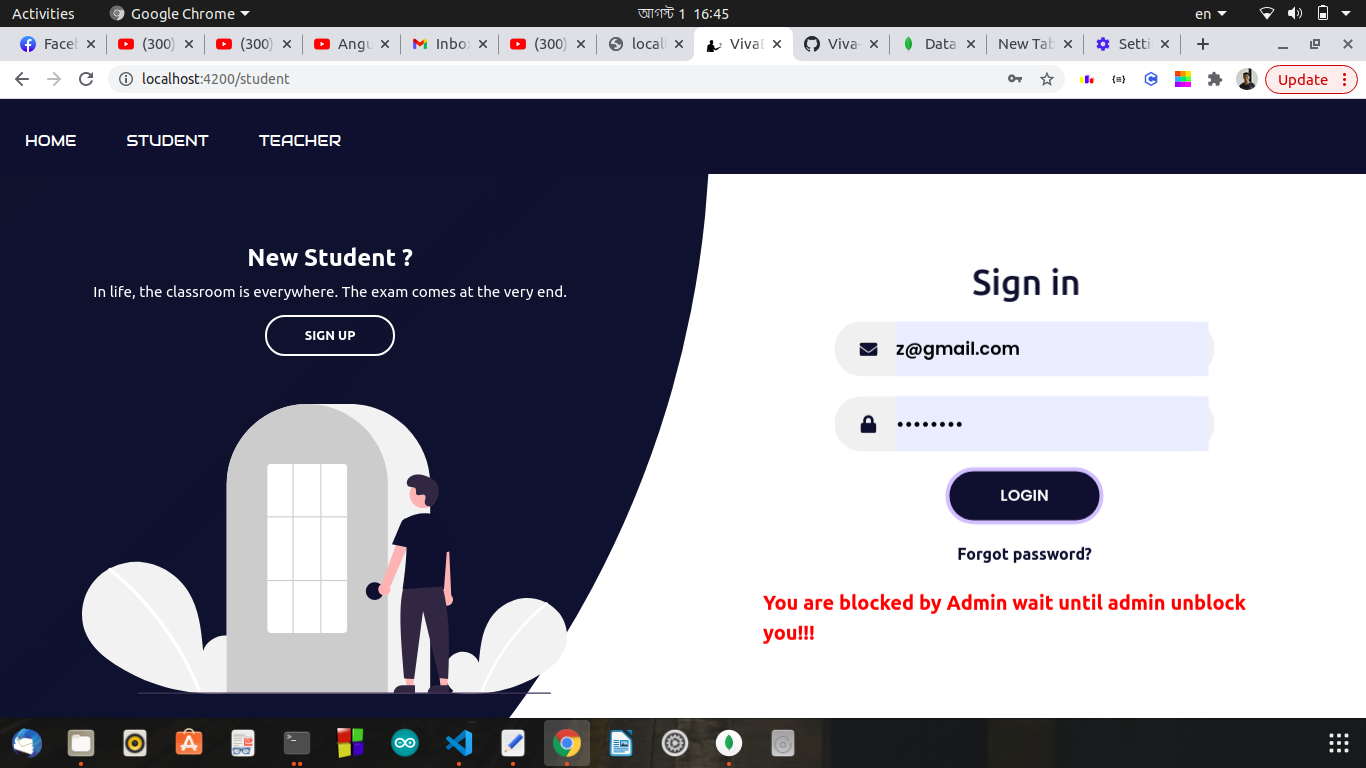 Activities
Google Chrome
আগস্ট 1 16:45
en
Faceb
(300)
(300)
Angu
Inbo
(300)
local
VivaE
Viva-
Data
New Tab
Setti
localhost:4200/student
Update
HOME
STUDENT
TEACHER
New Student ?
In life, the classroom is everywhere. The exam comes at the very end.
SIGN UP
Sign in
z@gmail.com
LOGIN
Forgot password?
You are blocked by Admin wait until admin unblock
you!!!